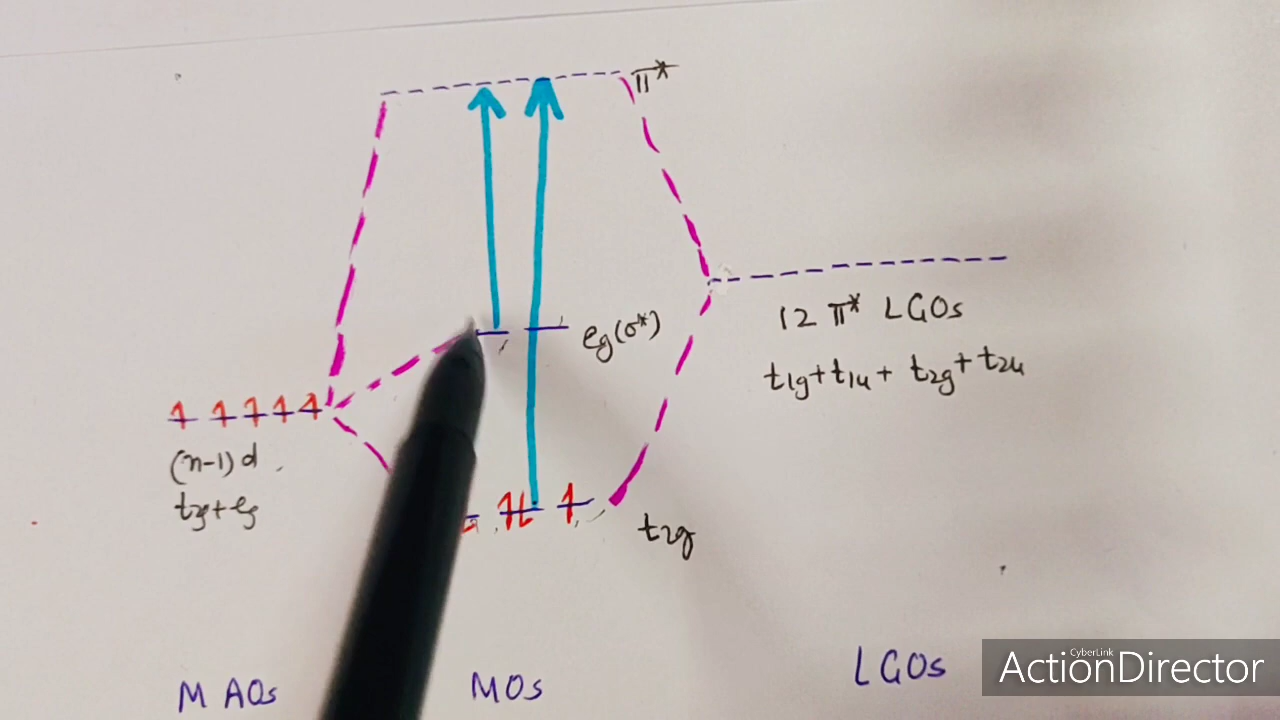 π*
12 π* LGOs
t1g+t1u+ t2g+t2u
eg(σ*)
(n-1)d
t2g+eg
t2g
M AOs
MOs
LGOs
CyberLink
ActionDirector